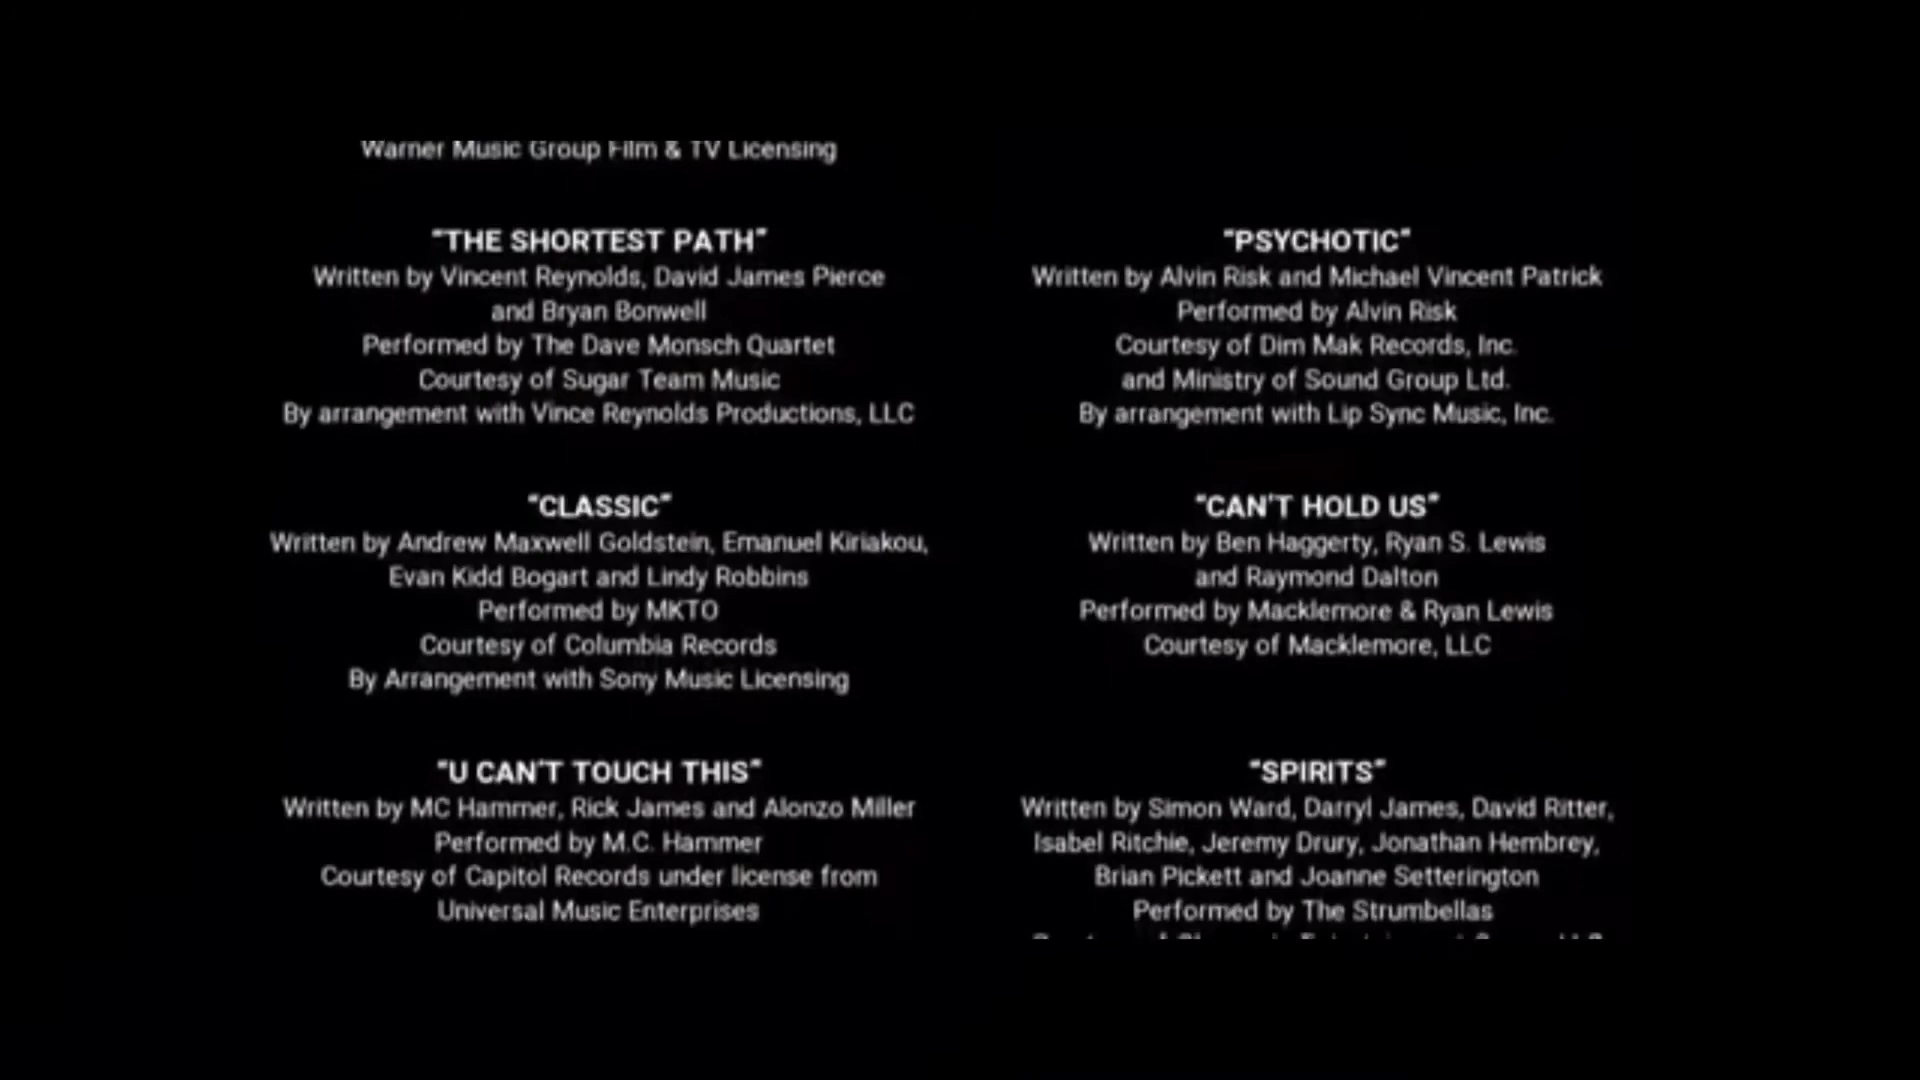 Warner Music Group Film & TV Licensing
"THE SHORTEST PATH"
Written by Vincent Reynolds, David James Pierce
and Bryan Bonwell
Performed by The Dave Monsch Quartet
Courtesy of Sugar Team Music
By arrangement with Vince Reynolds Productions, LLC
"PSYCHOTIC"
Written by Alvin Risk and Michael Vincent Patrick
Performed by Alvin Risk
Courtesy of Dim Mak Records, Inc.
and Ministry of Sound Group Ltd.
By arrangement with Lip Sync Music, Inc.
"CLASSIC"
Written by Andrew Maxwell Goldstein, Emanuel Kiriakou,
Evan Kidd Bogart and Lindy Robbins
Performed by MKTO
Courtesy of Columbia Records
By Arrangement with Sony Music Licensing
"CAN'T HOLD US"
Written by Ben Haggerty, Ryan S. Lewis
and Raymond Dalton
Performed by Macklemore & Ryan Lewis
Courtesy of Macklemore, LLC
"U CAN'T TOUCH THIS"
Written by MC Hammer, Rick James and Alonzo Miller
Performed by M.C. Hammer
Courtesy of Capitol Records under license from
Universal Music Enterprises
"SPIRITS"
Written by Simon Ward, Darryl James, David Ritter,
Isabel Ritchie, Jeremy Drury, Jonathan Hembrey,
Brian Pickett and Joanne Setterington
Performed by The Strumbellas